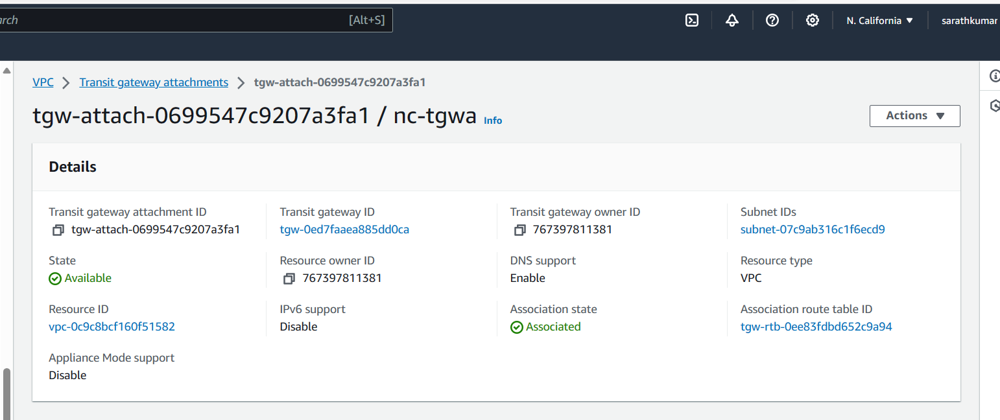 [Alt+S]
N. California
sarathkumar
VPC
Transit gateway attachments
tgw-attach-0699547c9207a3fa1
tgw-attach-0699547c9207a3fa1 / nc-tgwa Info
Actions
Details
Transit gateway attachment ID
tgw-attach-0699547c9207a3fa1
Transit gateway ID
tgw-0ed7faaea885dd0ca
Transit gateway owner ID
767397811381
Subnet IDs
subnet-07c9ab316c1f6ecd9
State
Available
Resource owner ID
767397811381
DNS support
Enable
Resource type
VPC
Resource ID
vpc-0c9c8bcf160f51582
IPv6 support
Disable
Association state
Associated
Association route table ID
tgw-rtb-0ee83fdbd652c9a94
Appliance Mode support
Disable